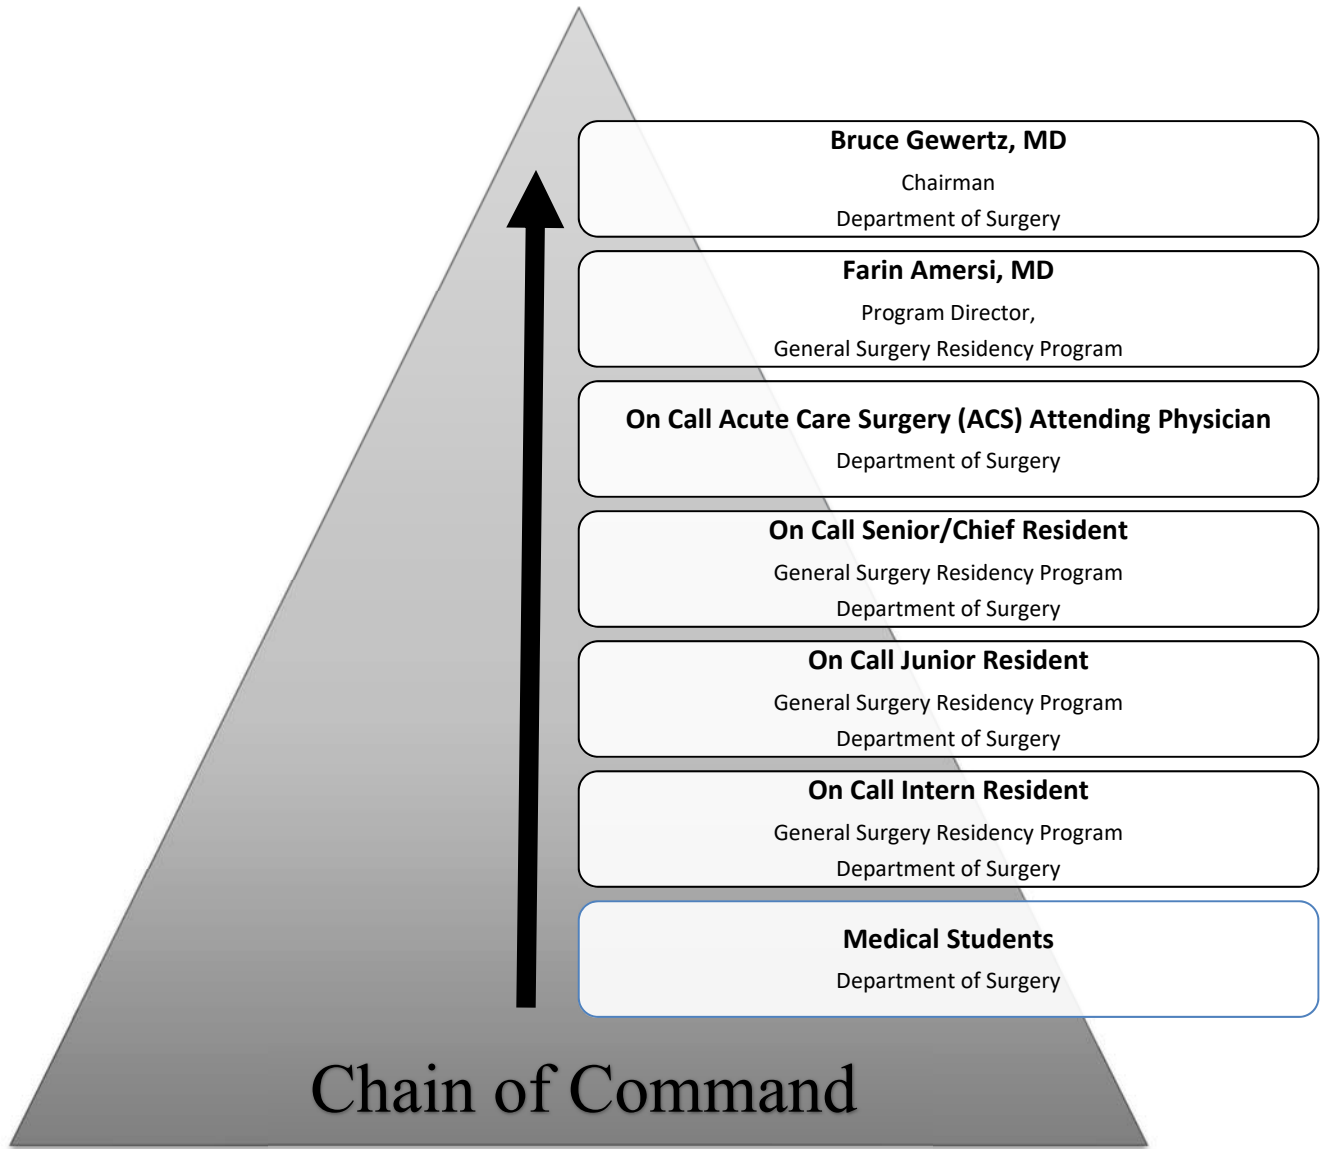 Bruce Gewertz, MD
Chairman
Department of Surgery
Farin Amersi, MD
Program Director,
General Surgery Residency Program
On Call Acute Care Surgery (ACS) Attending Physician
Department of Surgery
On Call Senior/Chief Resident
General Surgery Residency Program
Department of Surgery
On Call Junior Resident
General Surgery Residency Program
Department of Surgery
On Call Intern Resident
General Surgery Residency Program
Department of Surgery
Medical Students
Department of Surgery
Chain of Command